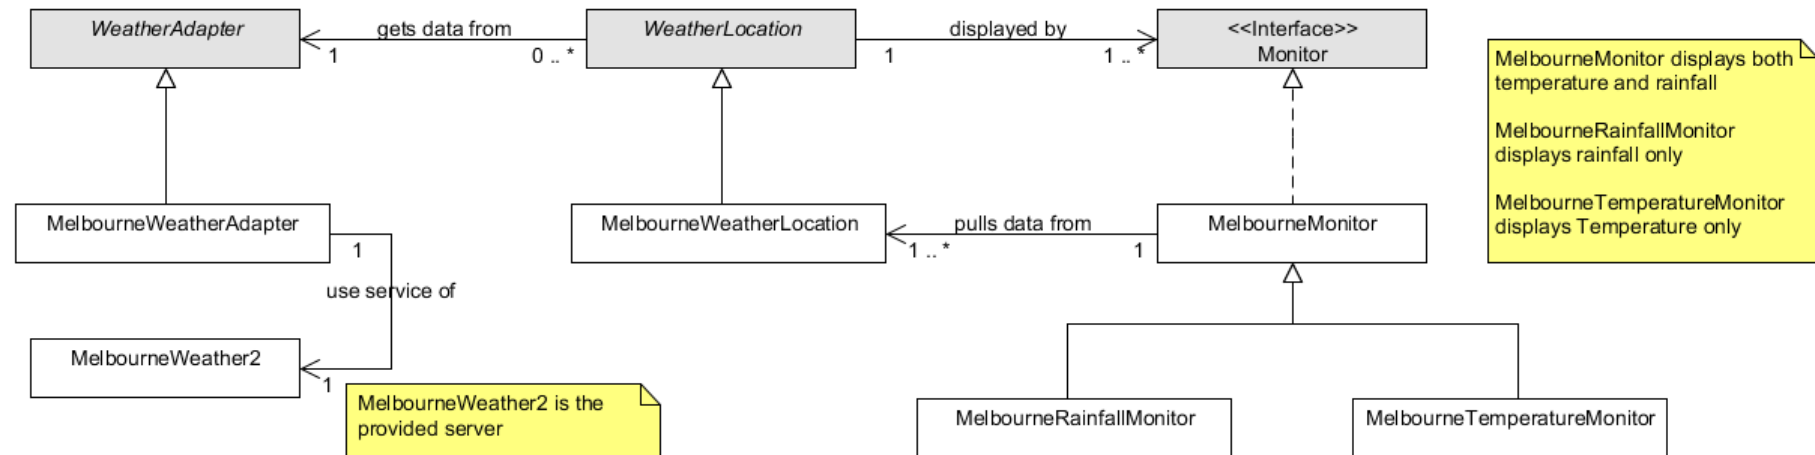 WeatherAdapter
gets data from
1
0 .. *
WeatherLocation
displayed by
1
1 .. *
<<Interface>>
Monitor
MelbourneMonitor displays both
temperature and rainfall
MelbourneRainfallMonitor
displays rainfall only
MelbourneTemperatureMonitor
displays Temperature only
MelbourneWeatherAdapter
1
use service of
MelbourneWeatherLocation
pulls data from
1 .. *
1
MelbourneMonitor
MelbourneWeather2
1
MelbourneWeather2 is the
provided server
MelbourneRainfallMonitor
MelbourneTemperatureMonitor